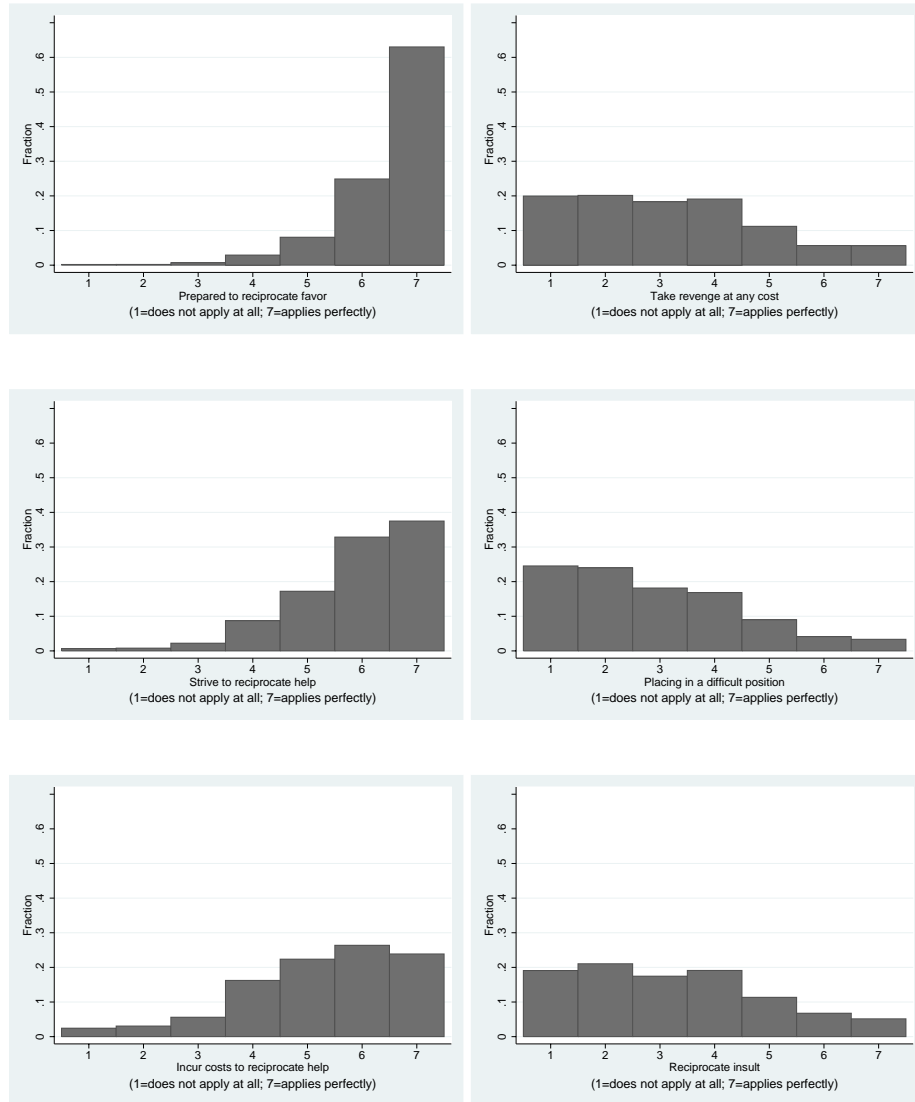 Fraction
.6
.5
.4
.3
.2
.1
0
1 2 3 4 5 6 7
Prepared to reciprocate favor
(1=does not apply at all; 7=applies perfectly)
Fraction
.6
.5
.4
.3
.2
.1
0
1 2 3 4 5 6 7
Take revenge at any cost
(1=does not apply at all; 7=applies perfectly)
Fraction
.6
.5
.4
.3
.2
.1
0
1 2 3 4 5 6 7
Strive to reciprocate help
(1=does not apply at all; 7=applies perfectly)
Fraction
.6
.5
.4
.3
.2
.1
0
1 2 3 4 5 6 7
Placing in a difficult position
(1=does not apply at all; 7=applies perfectly)
Fraction
.6
.5
.4
.3
.2
.1
0
1 2 3 4 5 6 7
Incur costs to reciprocate help
(1=does not apply at all; 7=applies perfectly)
Fraction
.6
.5
.4
.3
.2
.1
0
1 2 3 4 5 6 7
Reciprocate insult
(1=does not apply at all; 7=applies perfectly)